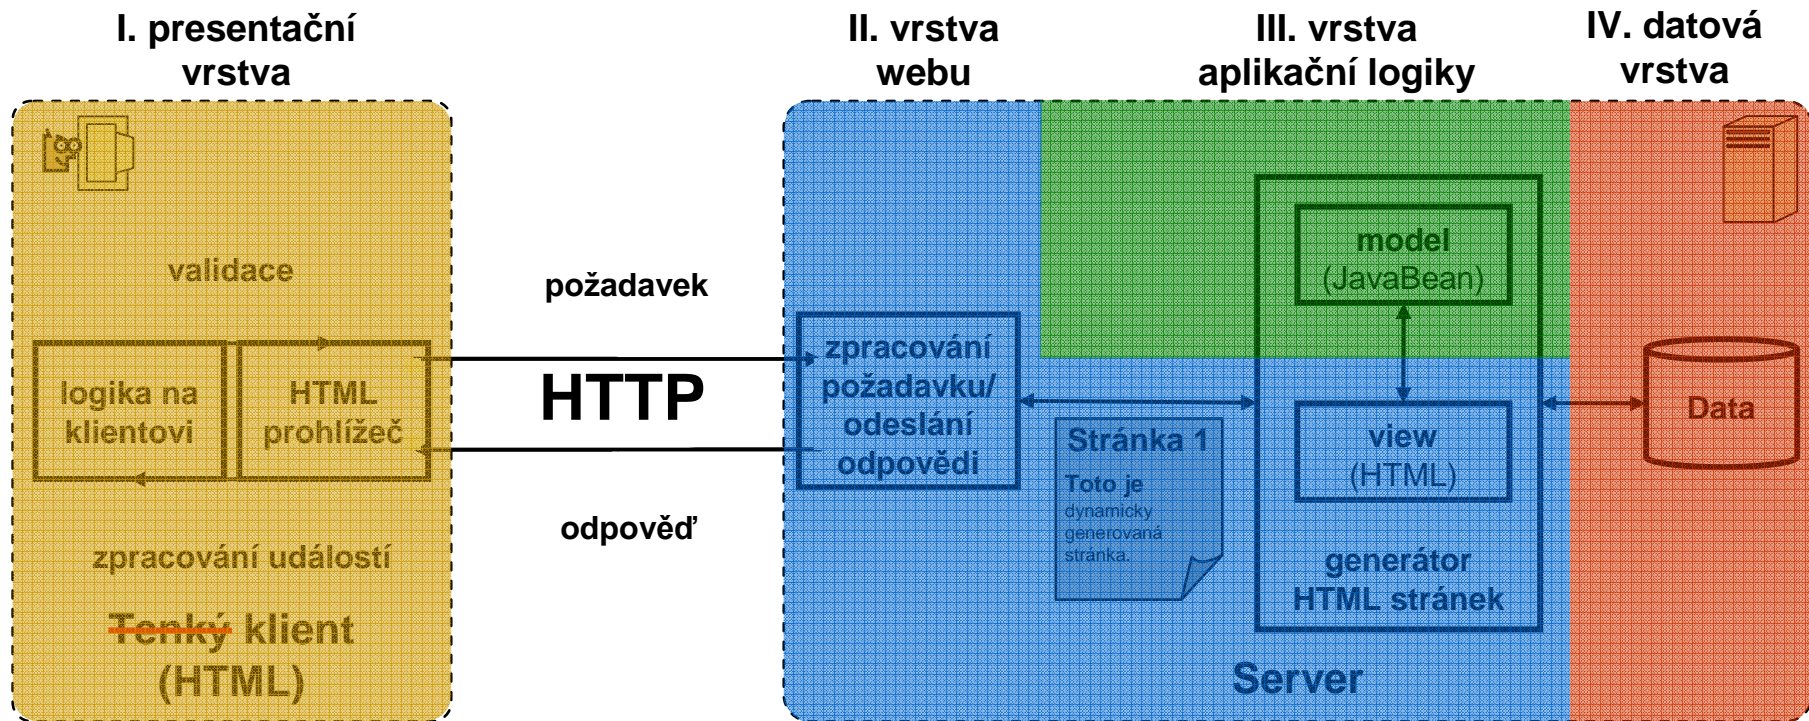 I. presentační
vrstva
II. vrstva
webu
III. vrstva
aplikační logiky
IV. datová
vrstva
validace
logika na
klientovi
HTML
prohlížeč
zpracování událostí
Tenký klient
(HTML)
požadavek
HTTP
odpověď
zpracování
požadavku/
odeslání
odpovědi
Stránka 1
Toto je
dynamicky
generovaná
stránka.
model
(JavaBean)
view
(HTML)
generátor
HTML stránek
Server
Data